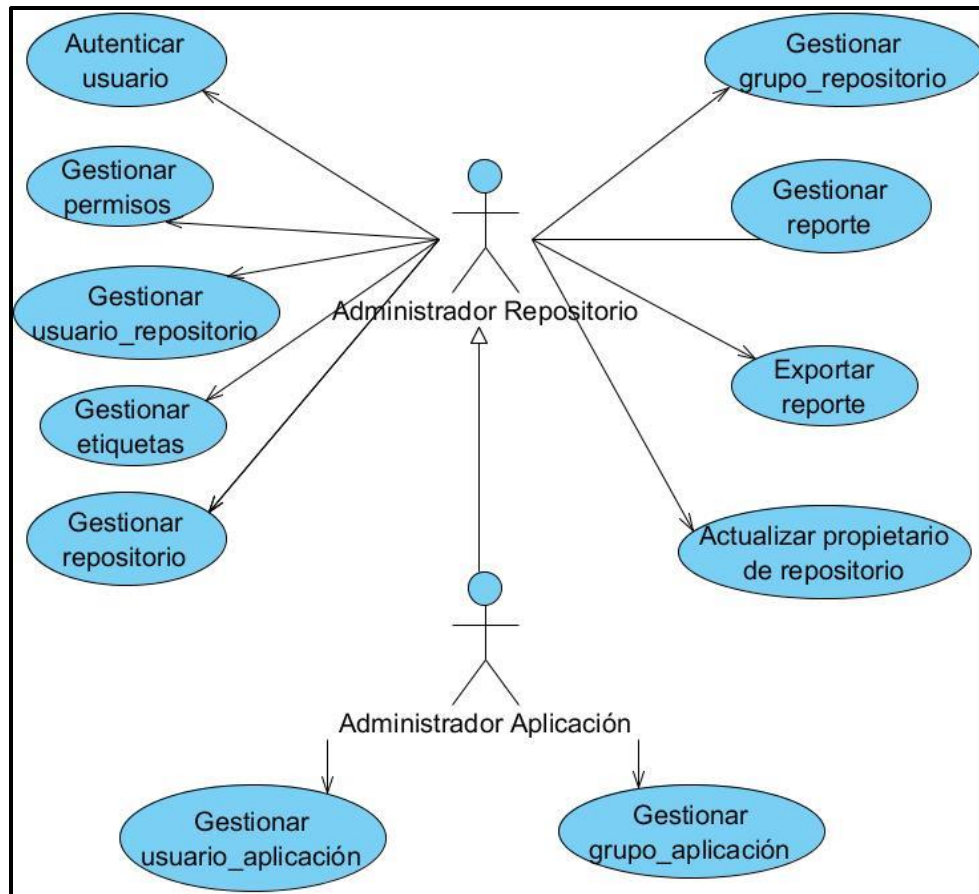 Autenticar
usuario
Gestionar
grupo_repositorio
Gestionar
permisos
Gestionar
reporte
Gestionar
usuario_repositorio
Administrador Repositorio
Exportar
reporte
Gestionar
etiquetas
Gestionar
repositorio
Actualizar propietario
de repositorio
Administrador Aplicación
Gestionar
usuario_aplicación
Gestionar
grupo_aplicación